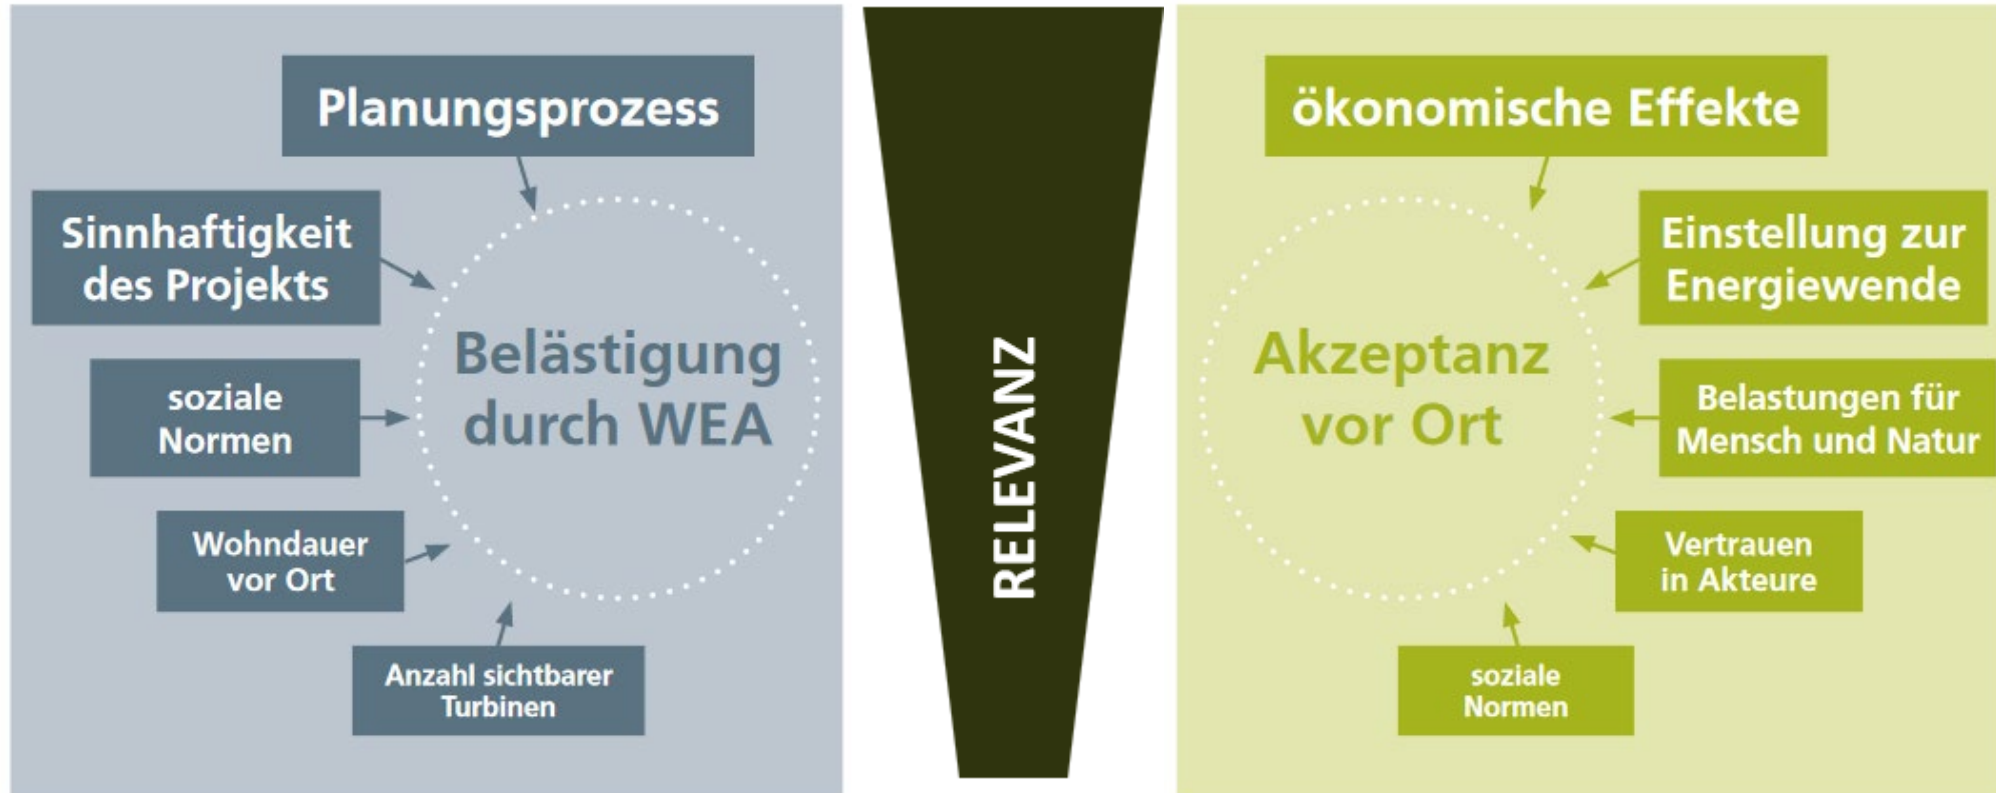 Planungsprozess
Sinnhaftigkeit
des Projekts
soziale
Normen
Wohndauer
vor Ort
Anzahl sichtbarer
Turbinen
Belästigung
durch WEA
RELEVANZ
ökonomische Effekte
Einstellung zur
Energiewende
Belastungen für
Mensch und Natur
Vertrauen
in Akteure
soziale
Normen
Akzeptanz
vor Ort